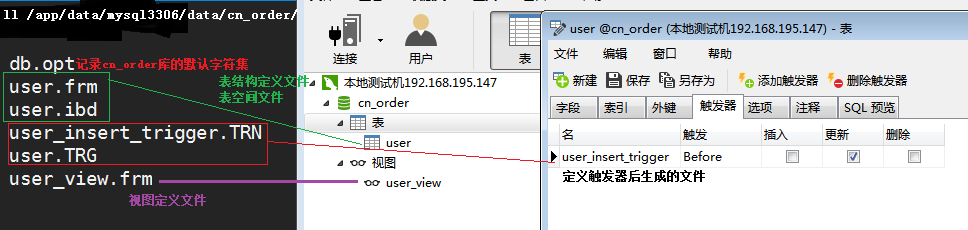 ll /app/data/mysql3306/data/cn_order/
db.opt记录cn_order库的默认字符集
user.frm
表结构定义文件
user.ibd
表空间文件
user_insert_trigger.TRN
user.TRG
user_view.frm
视图定义文件
连接
用户
表
本地测试机192.168.195.147
cn_order
表
user
视图
user_view
user @cn_order (本地测试机192.168.195.147) - 表
文件 编辑 窗口 帮助
新建 保存 另存为 添加触发器 删除触发器
字段 索引 外键 触发器 选项 注释 SQL 预览
名 触发 插入 更新 删除
user_insert_trigger Before
定义触发器后生成的文件